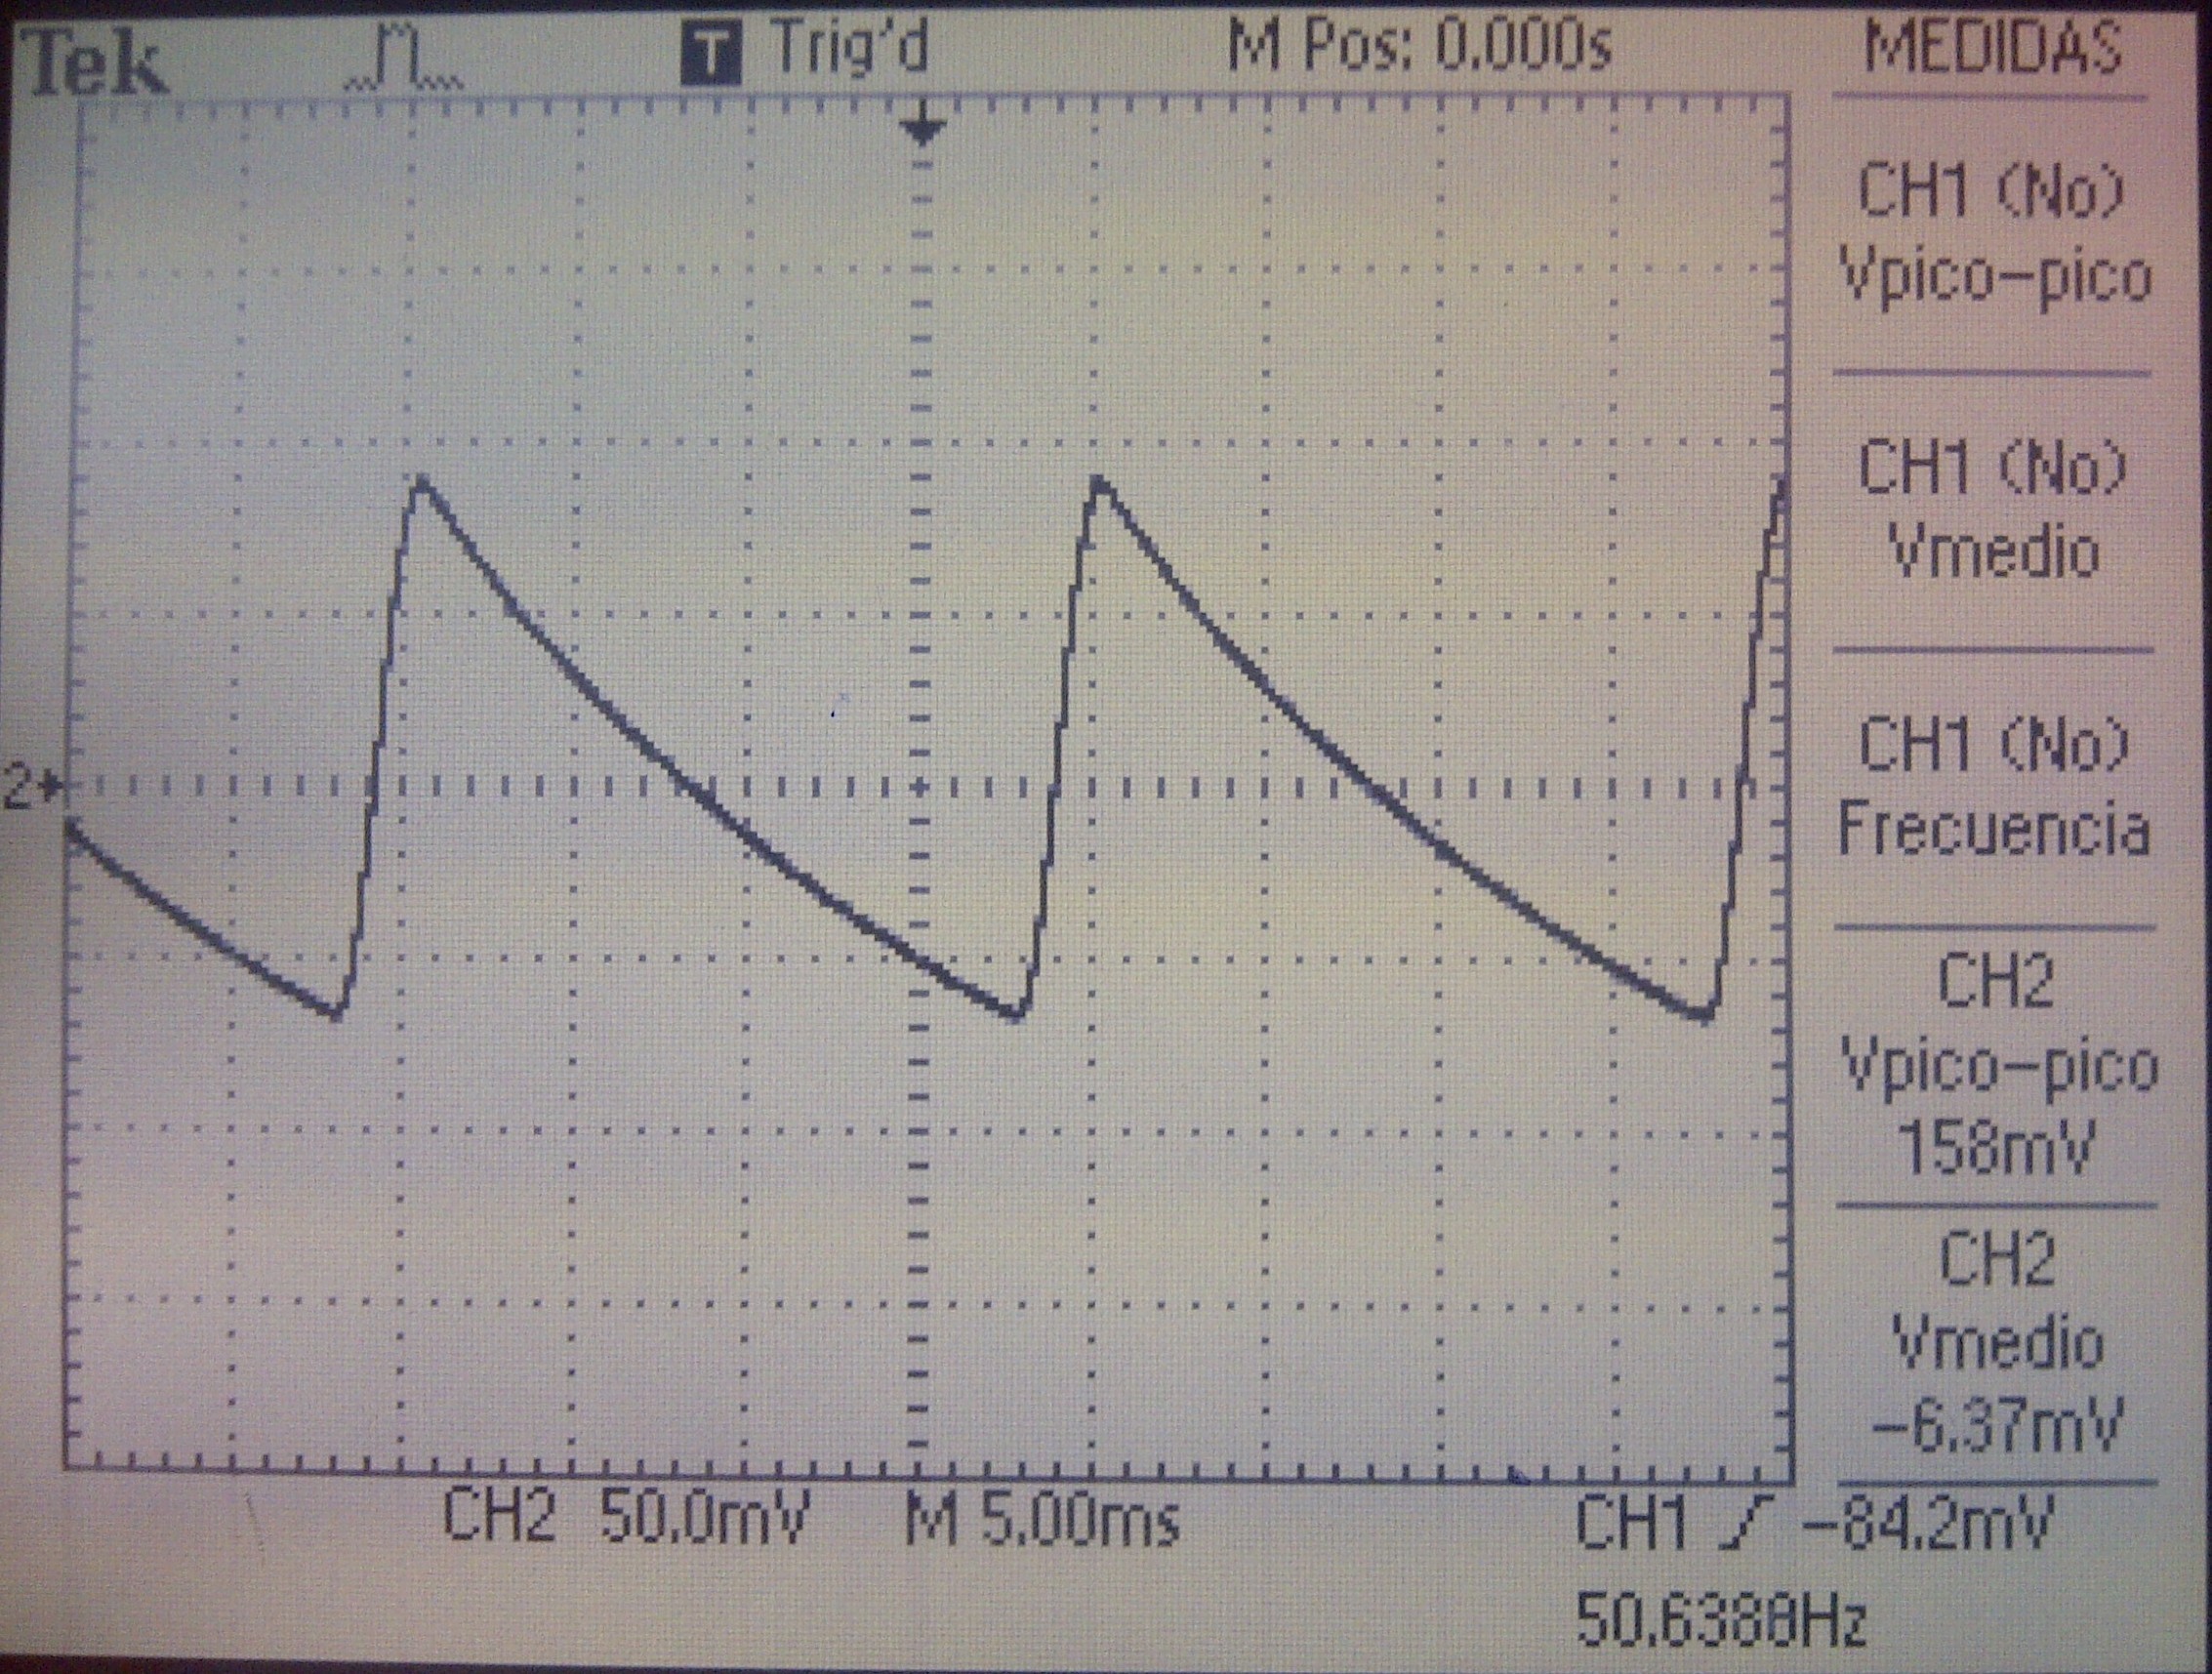 Tek
T Trig'd
M Pos: 0.000s
MEDIDAS
CH1 (No)
Vpico-pico
CH1 (No)
Vmedio
CH1 (No)
Frecuencia
CH2
Vpico-pico
158mV
CH2
Vmedio
-6.37mV
2
CH2 50.0mV
M 5.00ms
CH1 -84.2mV
50.6388Hz